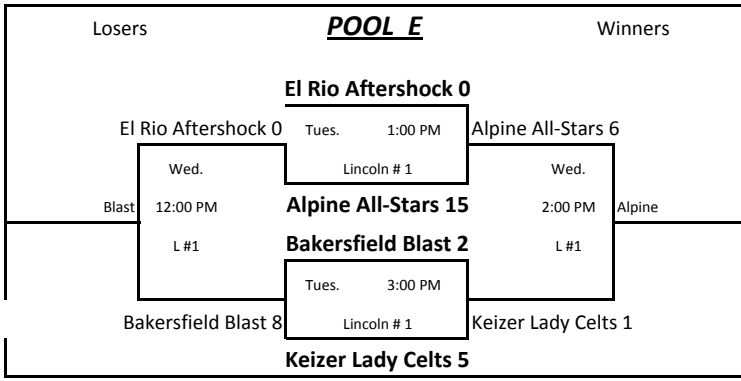 Losers POOL E Winners
El Rio Aftershock 0
El Rio Aftershock 0 Tues. 1:00 PM Alpine All-Stars 6
Wed. Lincoln # 1 Wed.
Blast 12:00 PM Alpine All-Stars 15 2:00 PM Alpine
L #1 Bakersfield Blast 2 L #1
Tues. 3:00 PM
Bakersfield Blast 8 Lincoln # 1 Keizer Lady Celts 1
Keizer Lady Celts 5